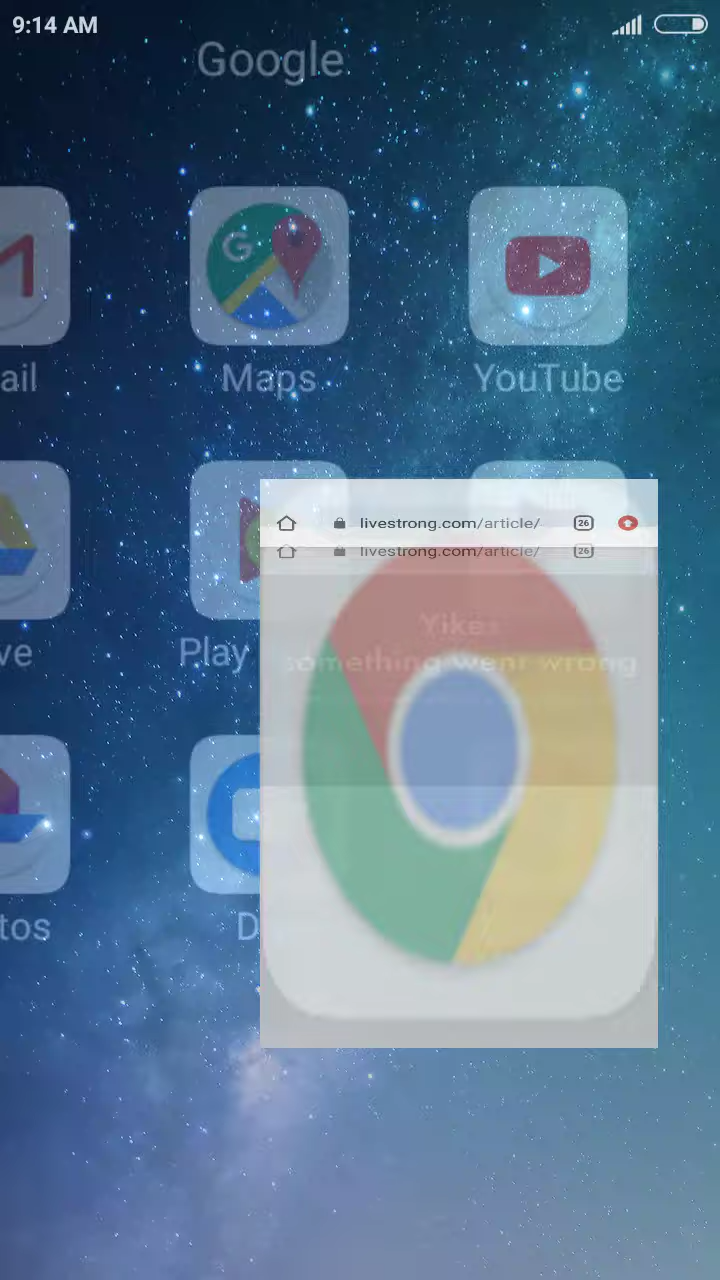 9:14 AM
Google
ail
Maps
YouTube
livestrong.com/article/
26
livestrong.com/article/
26
Yikes
something went wrong
ve
Play
tos
D